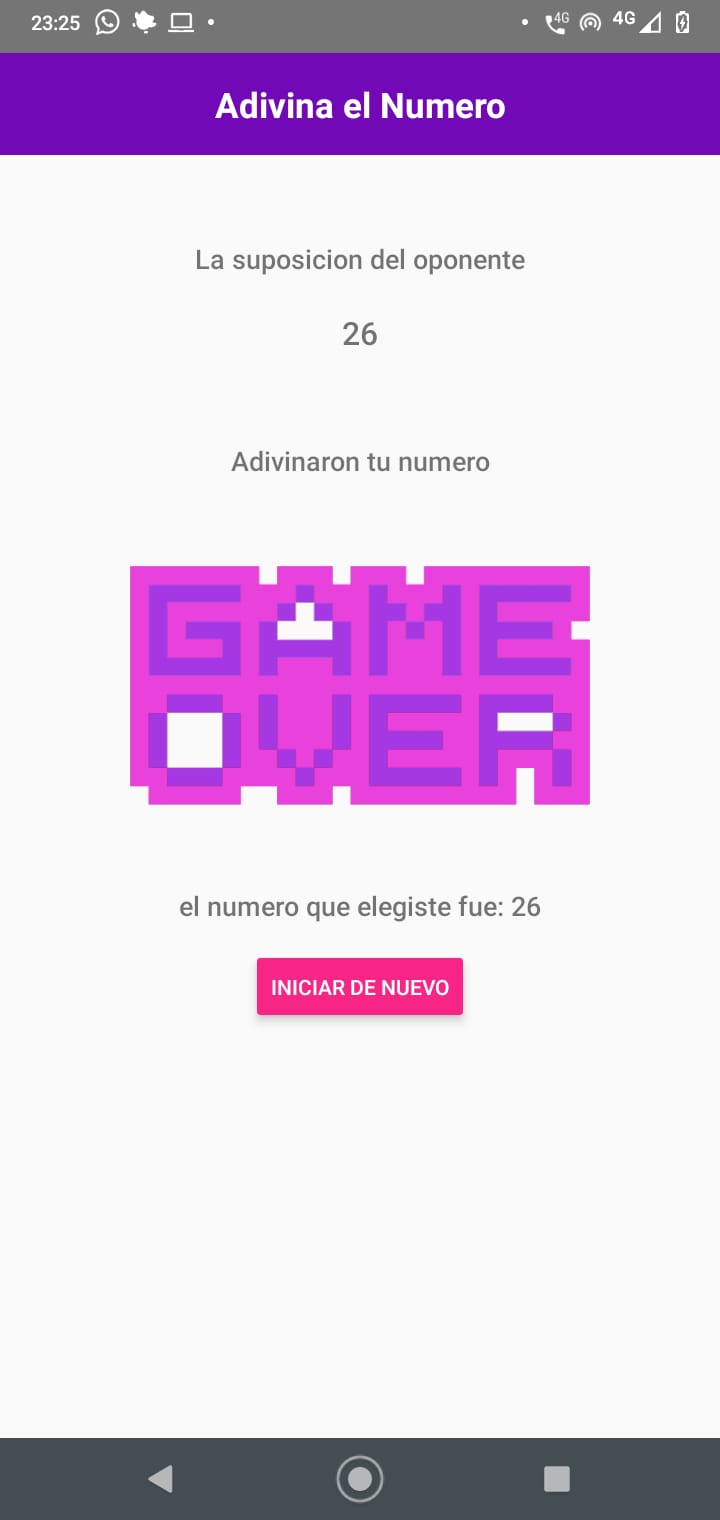 23:25
4G
4G
Adivina el Numero
La suposicion del oponente
26
Adivinaron tu numero
GAME
OVER
el numero que elegiste fue: 26
INICIAR DE NUEVO